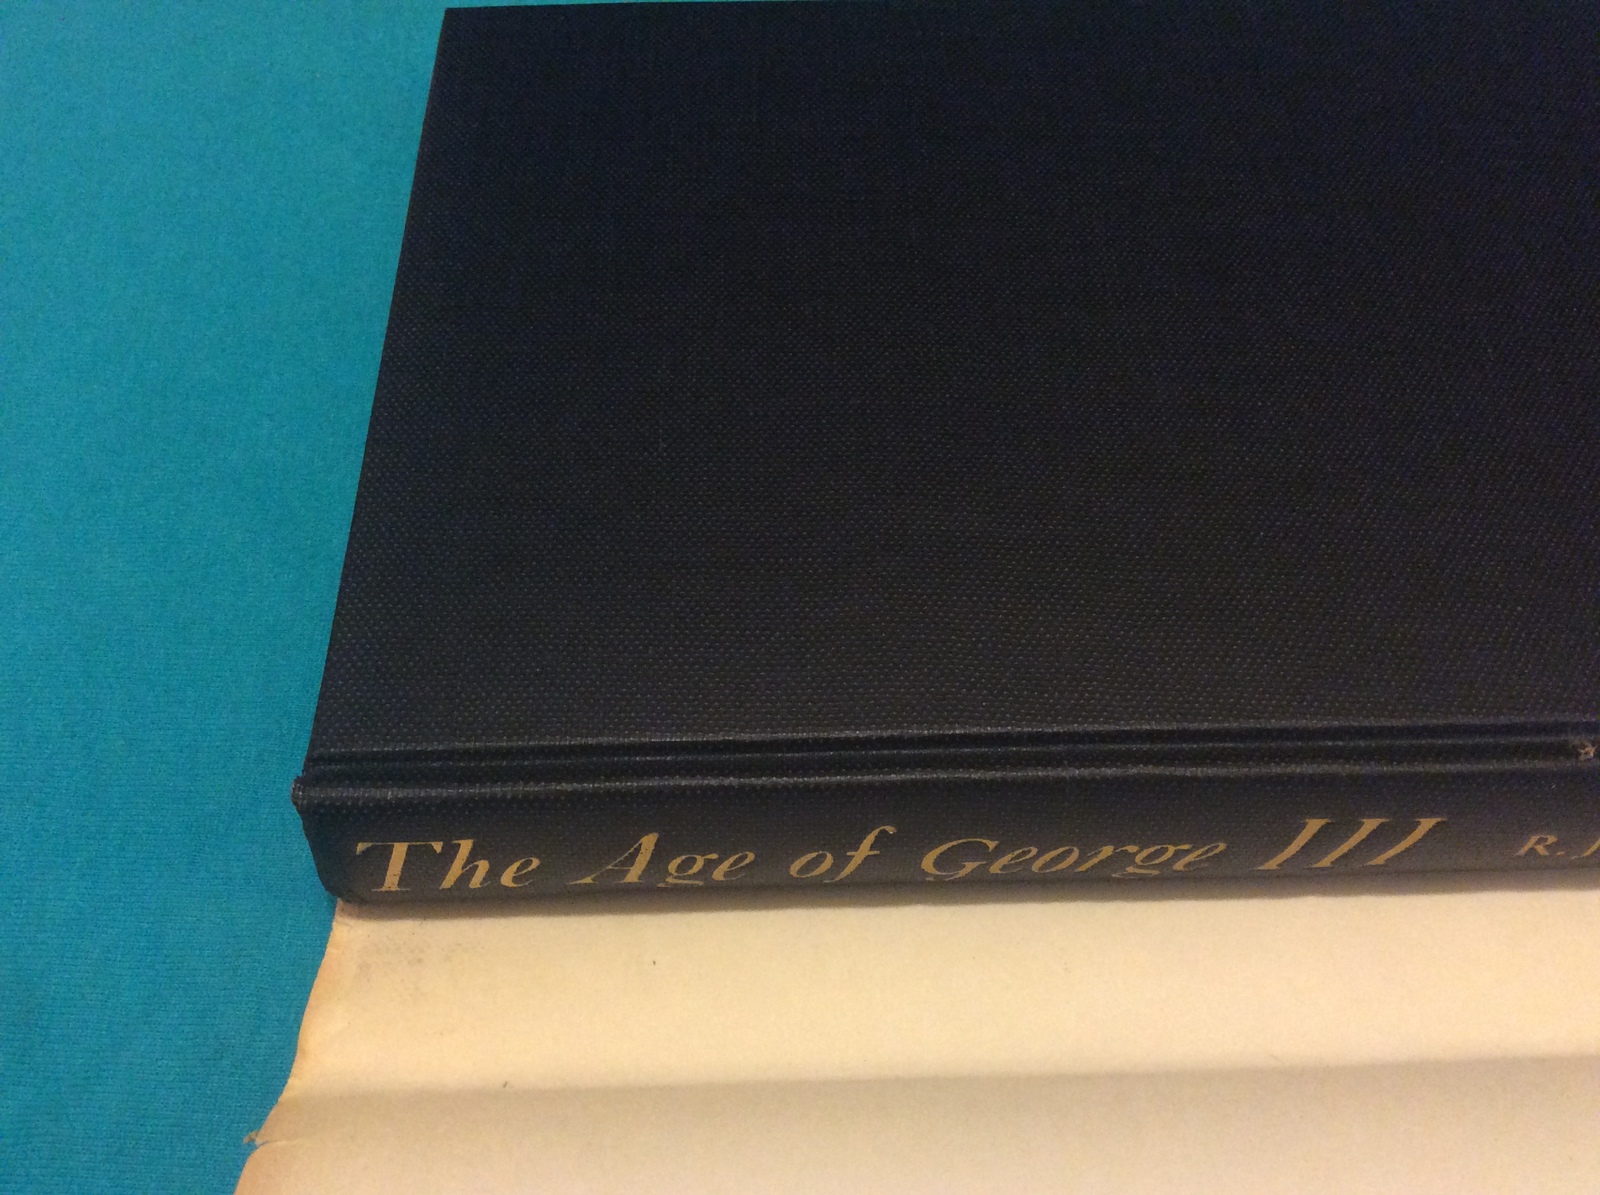 The Age of George III R. J